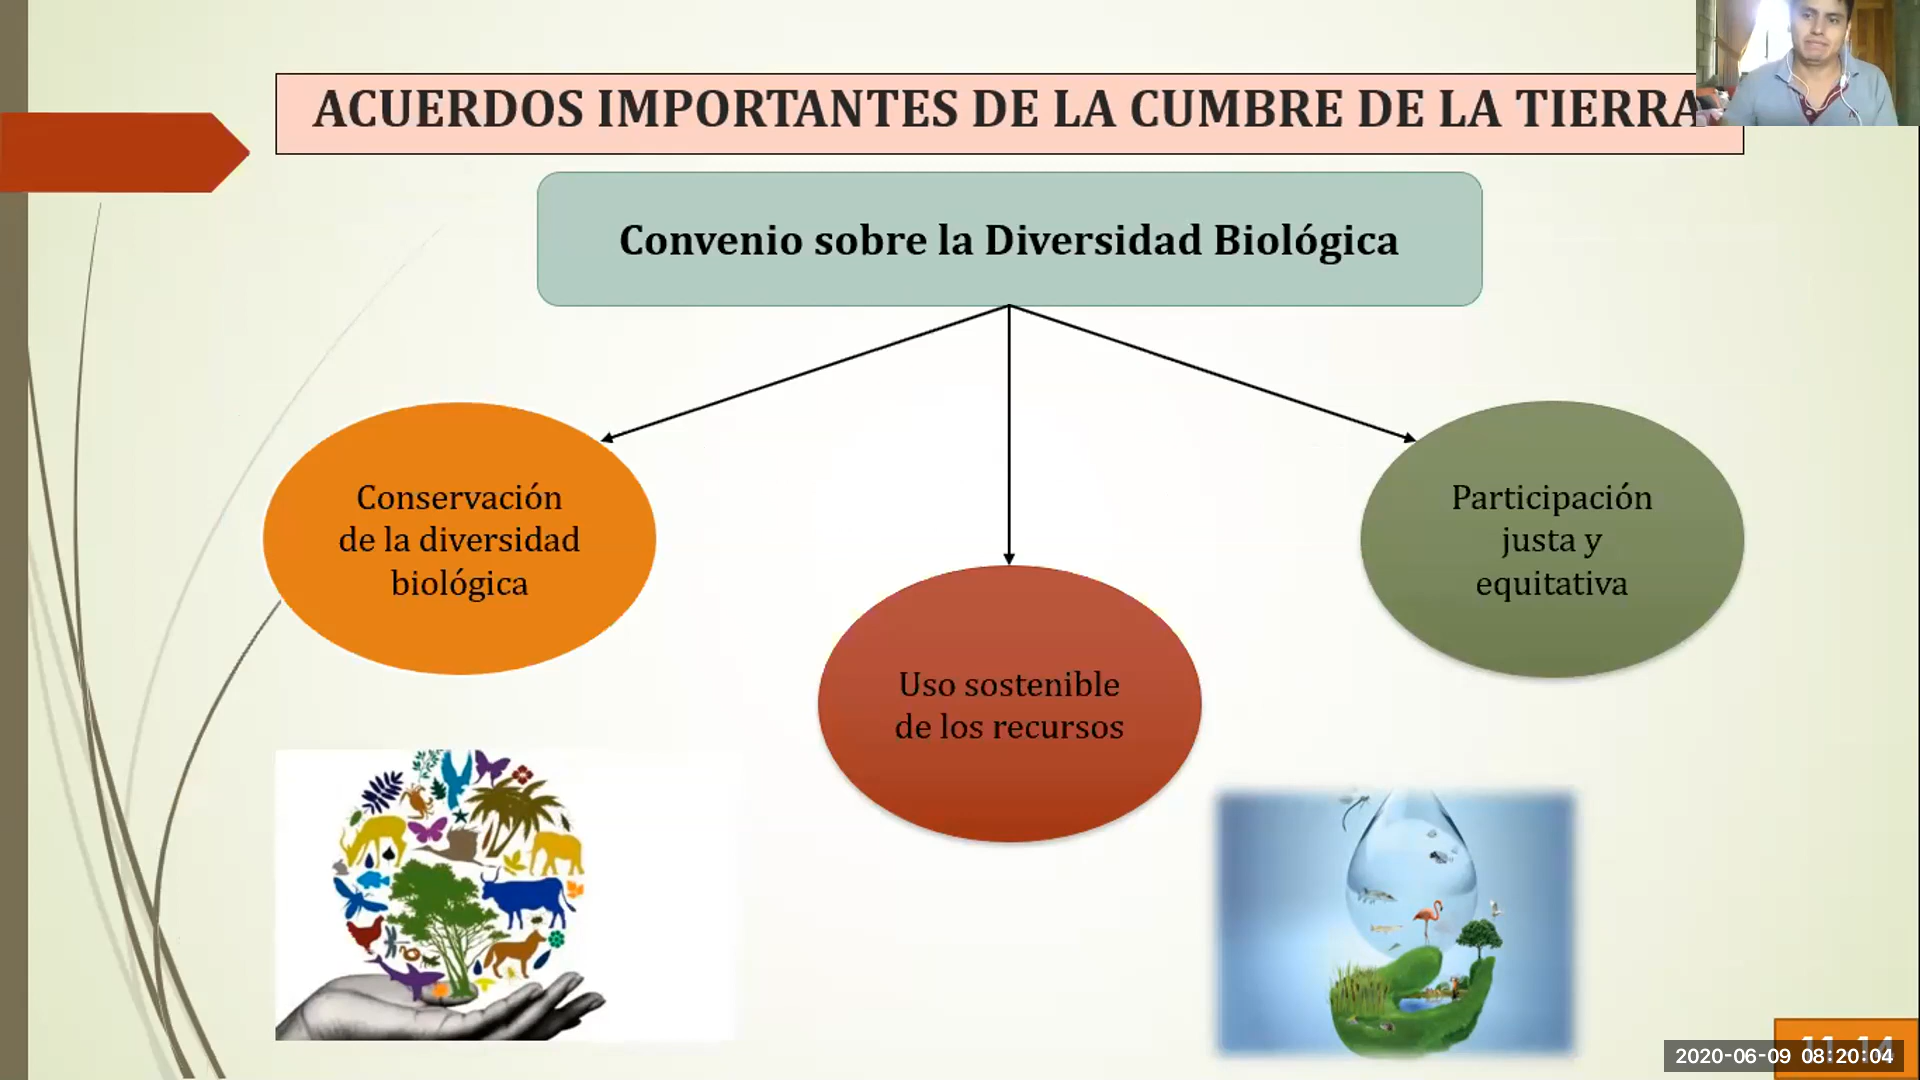 ACUERDOS IMPORTANTES DE LA CUMBRE DE LA TIERRA
Convenio sobre la Diversidad Biológica
Conservación
de la diversidad
biológica
Participación
justa y
equitativa
Uso sostenible
de los recursos
2020-06-09 08:20:04